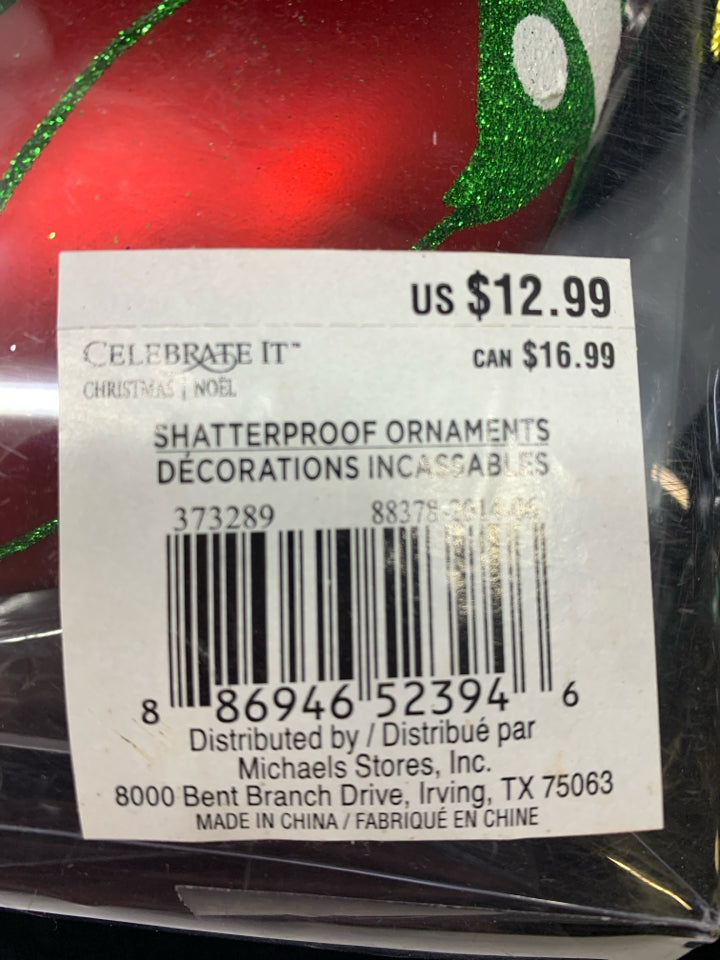 US $12.99
CELEBRATE IT™
CAN $16.99
CHRISTMAS | NOËL
SHATTERPROOF ORNAMENTS
DÉCORATIONS INCASSABLES
373289
8 86946 52394 6
Distributed by / Distribué par
Michaels Stores, Inc.
8000 Bent Branch Drive, Irving, TX 75063
MADE IN CHINA / FABRIQUÉ EN CHINE